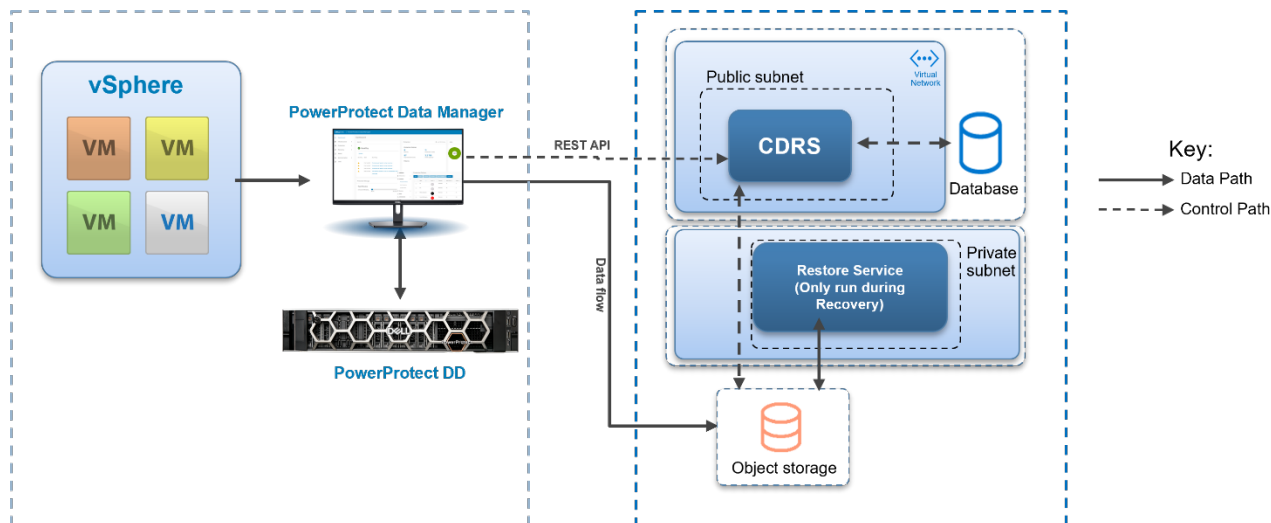 vSphere
VM
VM
VM
VM
PowerProtect Data Manager
DELL
PowerProtect DD
REST API
Data flow
Virtual
Network
Public subnet
CDRS
Database
Private
subnet
Restore Service
(Only run during
Recovery)
Object storage
Key:
Data Path
Control Path